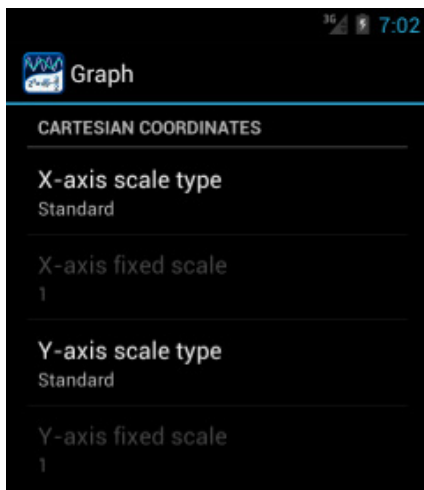 3G 7:02
Graph
CARTESIAN COORDINATES
X-axis scale type
Standard
X-axis fixed scale
1
Y-axis scale type
Standard
Y-axis fixed scale
1